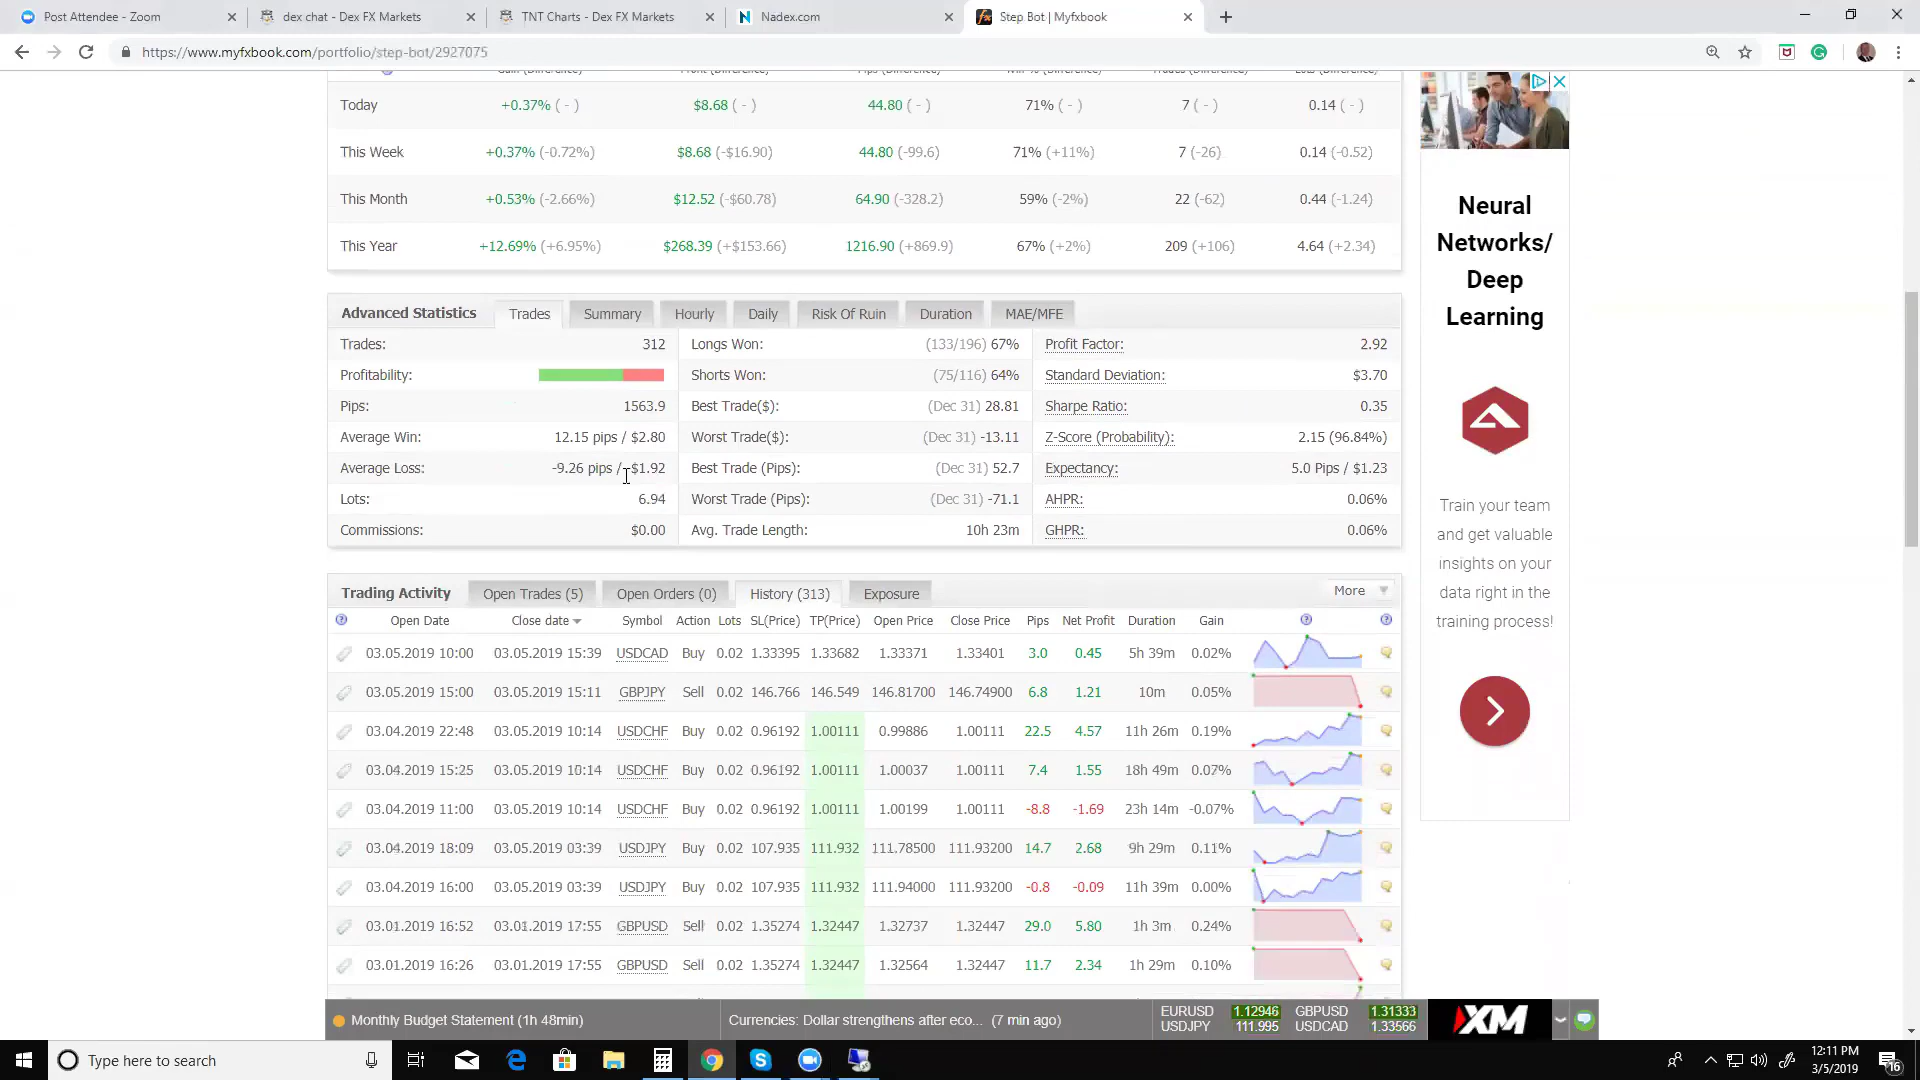 Post Attendee - Zoom
dex chat - Dex FX Markets
TNT Charts - Dex FX Markets
Nadex.com
Step Bot | Myfxbook
https://www.myfxbook.com/portfolio/step-bot/2927075
Today +0.37% ( - ) $8.68 ( - ) 44.80 ( - ) 71% ( - ) 7 ( - ) 0.14 ( - )
This Week +0.37% (-0.72%) $8.68 (-$16.90) 44.80 (-99.6) 71% (+11%) 7 (-26) 0.14 (-0.52)
This Month +0.53% (-2.66%) $12.52 (-$60.78) 64.90 (-328.2) 59% (-2%) 22 (-62) 0.44 (-1.24)
This Year +12.69% (+6.95%) $268.39 (+$153.66) 1216.90 (+869.9) 67% (+2%) 209 (+106) 4.64 (+2.34)
Advanced Statistics Trades Summary Hourly Daily Risk Of Ruin Duration MAE/MFE
Trades: 312 Longs Won: (133/196) 67% Profit Factor: 2.92
Profitability: Shorts Won: (75/116) 64% Standard Deviation: $3.70
Pips: 1563.9 Best Trade($): (Dec 31) 28.81 Sharpe Ratio: 0.35
Average Win: 12.15 pips / $2.80 Worst Trade($): (Dec 31) -13.11 Z-Score (Probability): 2.15 (96.84%)
Average Loss: -9.26 pips / -$1.92 Best Trade (Pips): (Dec 31) 52.7 Expectancy: 5.0 Pips / $1.23
Lots: 6.94 Worst Trade (Pips): (Dec 31) -71.1 AHPR: 0.06%
Commissions: $0.00 Avg. Trade Length: 10h 23m GHPR: 0.06%
Trading Activity Open Trades (5) Open Orders (0) History (313) Exposure More
Open Date Close date Symbol Action Lots SL(Price) TP(Price) Open Price Close Price Pips Net Profit Duration Gain
03.05.2019 10:00 03.05.2019 15:39 USDCAD Buy 0.02 1.33395 1.33682 1.33371 1.33401 3.0 0.45 5h 39m 0.02%
03.05.2019 15:00 03.05.2019 15:11 GBPJPY Sell 0.02 146.766 146.549 146.81700 146.74900 6.8 1.21 10m 0.05%
03.04.2019 22:48 03.05.2019 10:14 USDCHF Buy 0.02 0.96192 1.00111 0.99886 1.00111 22.5 4.57 11h 26m 0.19%
03.04.2019 15:25 03.05.2019 10:14 USDCHF Buy 0.02 0.96192 1.00111 1.00037 1.00111 7.4 1.55 18h 49m 0.07%
03.04.2019 11:00 03.05.2019 10:14 USDCHF Buy 0.02 0.96192 1.00111 1.00199 1.00111 -8.8 -1.69 23h 14m -0.07%
03.04.2019 18:09 03.05.2019 03:39 USDJPY Buy 0.02 107.935 111.932 111.78500 111.93200 14.7 2.68 9h 29m 0.11%
03.04.2019 16:00 03.05.2019 03:39 USDJPY Buy 0.02 107.935 111.932 111.94000 111.93200 -0.8 -0.09 11h 39m 0.00%
03.01.2019 16:52 03.01.2019 17:55 GBPUSD Sell 0.02 1.35274 1.32447 1.32737 1.32447 29.0 5.80 1h 3m 0.24%
03.01.2019 16:26 03.01.2019 17:55 GBPUSD Sell 0.02 1.35274 1.32447 1.32564 1.32447 11.7 2.34 1h 29m 0.10%
Neural
Networks/
Deep
Learning
Train your team
and get valuable
insights on your
data right in the
training process!
Monthly Budget Statement (1h 48min)
Currencies: Dollar strengthens after eco... (7 min ago)
EURUSD 1.12946 GBPUSD 1.31333
USDJPY 111.995 USDCAD 1.33566
XM
Type here to search
12:11 PM
3/5/2019
16